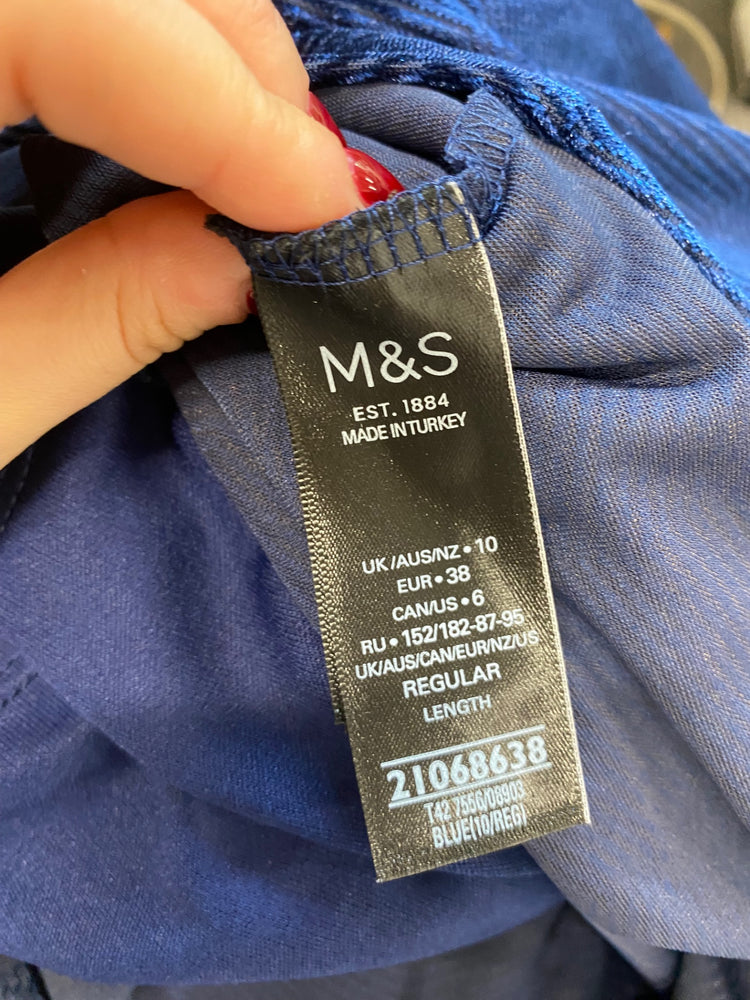 M&S
EST. 1884
MADE IN TURKEY
UK/AUS/NZ • 10
EUR • 38
CAN/US • 6
RU • 152/182-87-95
UK/AUS/CAN/EUR/NZ/US
REGULAR
LENGTH
21068638
T42 7556/08903
BLUE(10/REG)